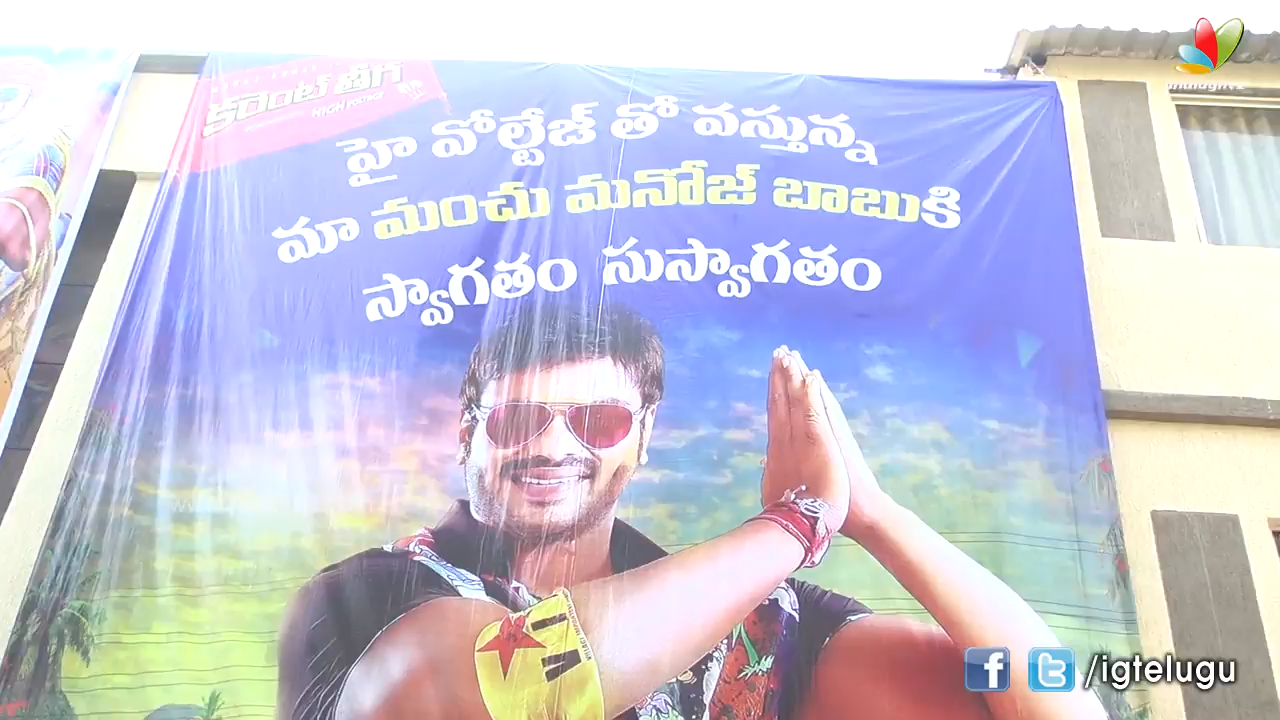 కరెంట్ తీగ
HIGH VOLTAGE
హై వోల్టేజ్ తో వస్తున్న
మా మంచు మనోజ్ బాబుకి
స్వాగతం సుస్వాగతం
/igtelugu